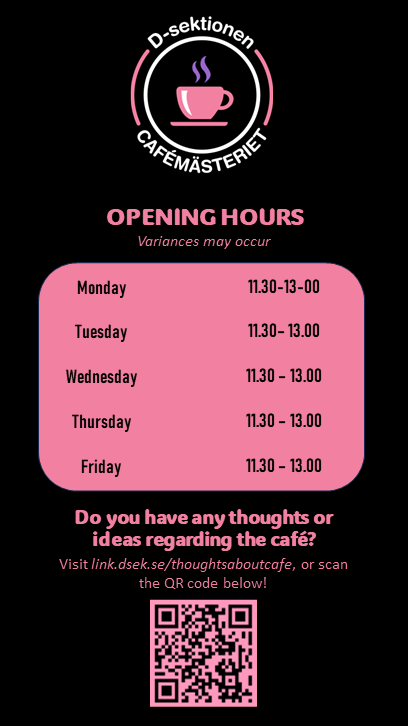 D-sektionen
CAFÉMÄSTERIET
OPENING HOURS
Variances may occur
Monday 11.30-13-00
Tuesday 11.30- 13.00
Wednesday 11.30 - 13.00
Thursday 11.30 - 13.00
Friday 11.30 - 13.00
Do you have any thoughts or
ideas regarding the café?
Visit link.dsek.se/thoughtsaboutcafe, or scan
the QR code below!